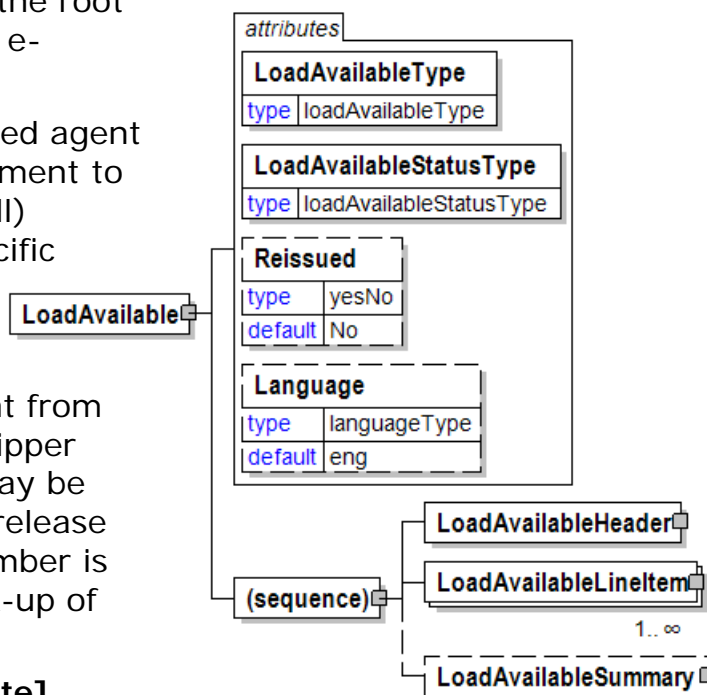 the root
e-
ed agent
ment to
cific
LoadAvailable
t from
ipper
ay be
release
mber is
-up of
te]
attributes
LoadAvailableType
type loadAvailableType
LoadAvailableStatusType
type loadAvailableStatusType
Reissued
type yesNo
default No
Language
type languageType
default eng
(sequence)
LoadAvailableHeader
LoadAvailableLineItem
1.. ∞
LoadAvailableSummary